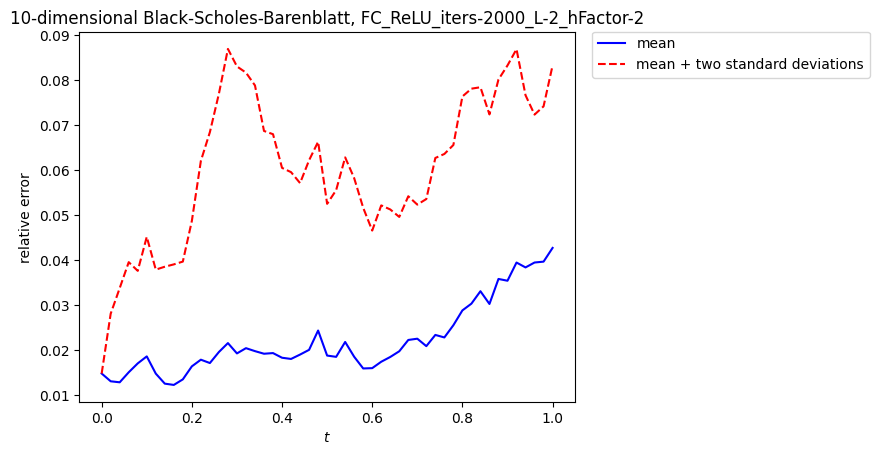 10-dimensional Black-Scholes-Barenblatt, FC_ReLU_iters-2000_L-2_hFactor-2
mean
mean + two standard deviations
relative error
0.09
0.08
0.07
0.06
0.05
0.04
0.03
0.02
0.01
0.0 0.2 0.4 0.6 0.8 1.0
t